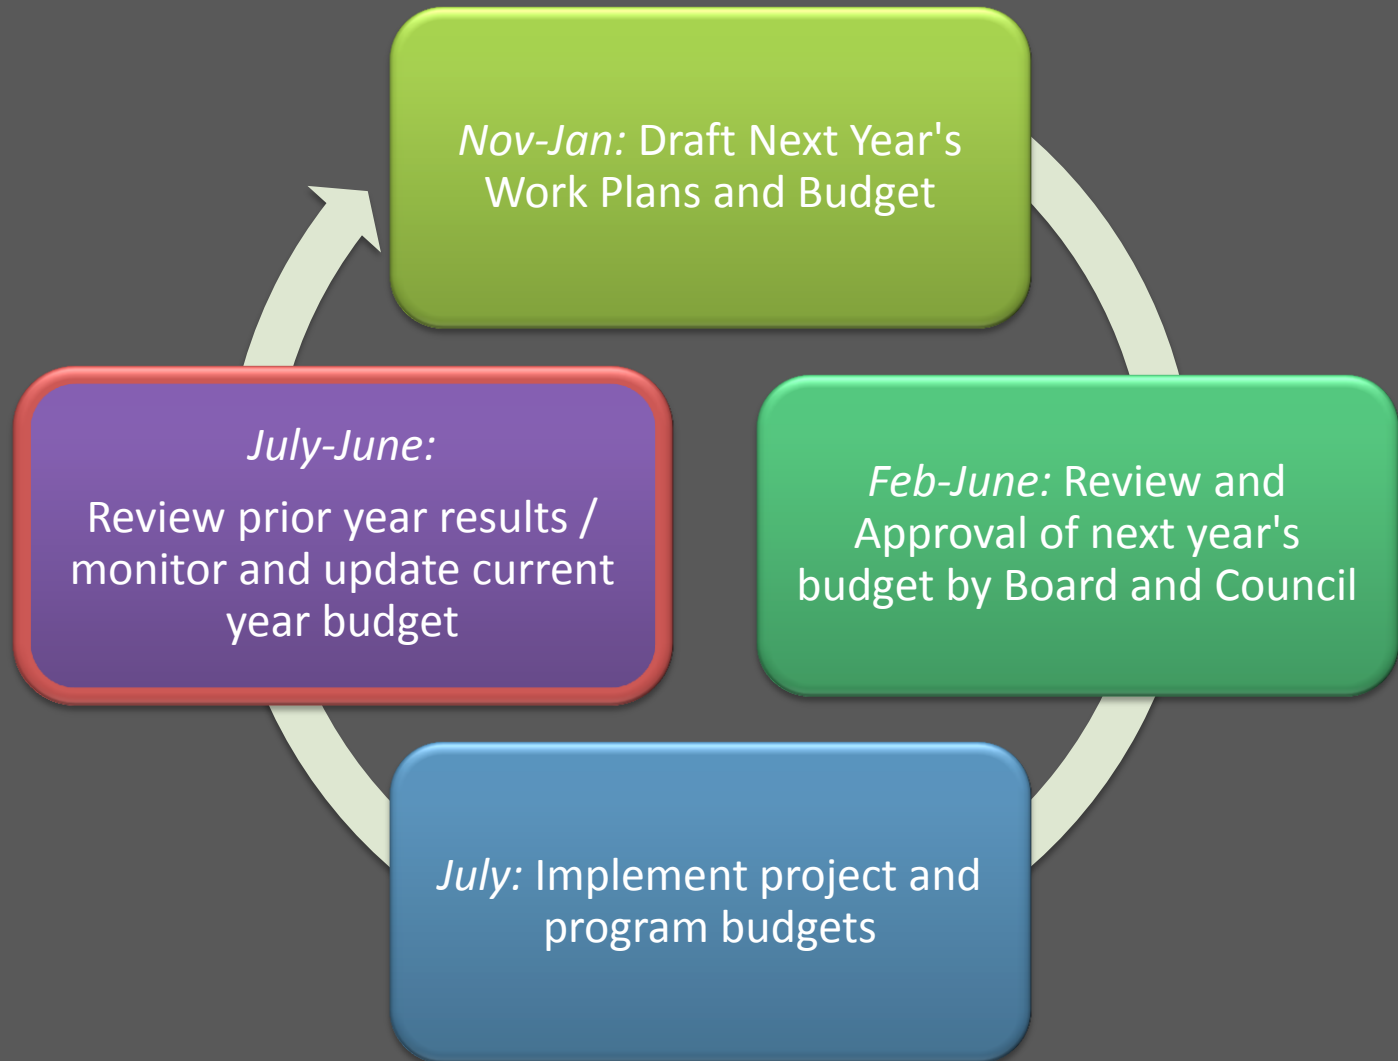 Nov-Jan: Draft Next Year's
Work Plans and Budget
Feb-June: Review and
Approval of next year's
budget by Board and Council
July: Implement project and
program budgets
July-June:
Review prior year results /
monitor and update current
year budget